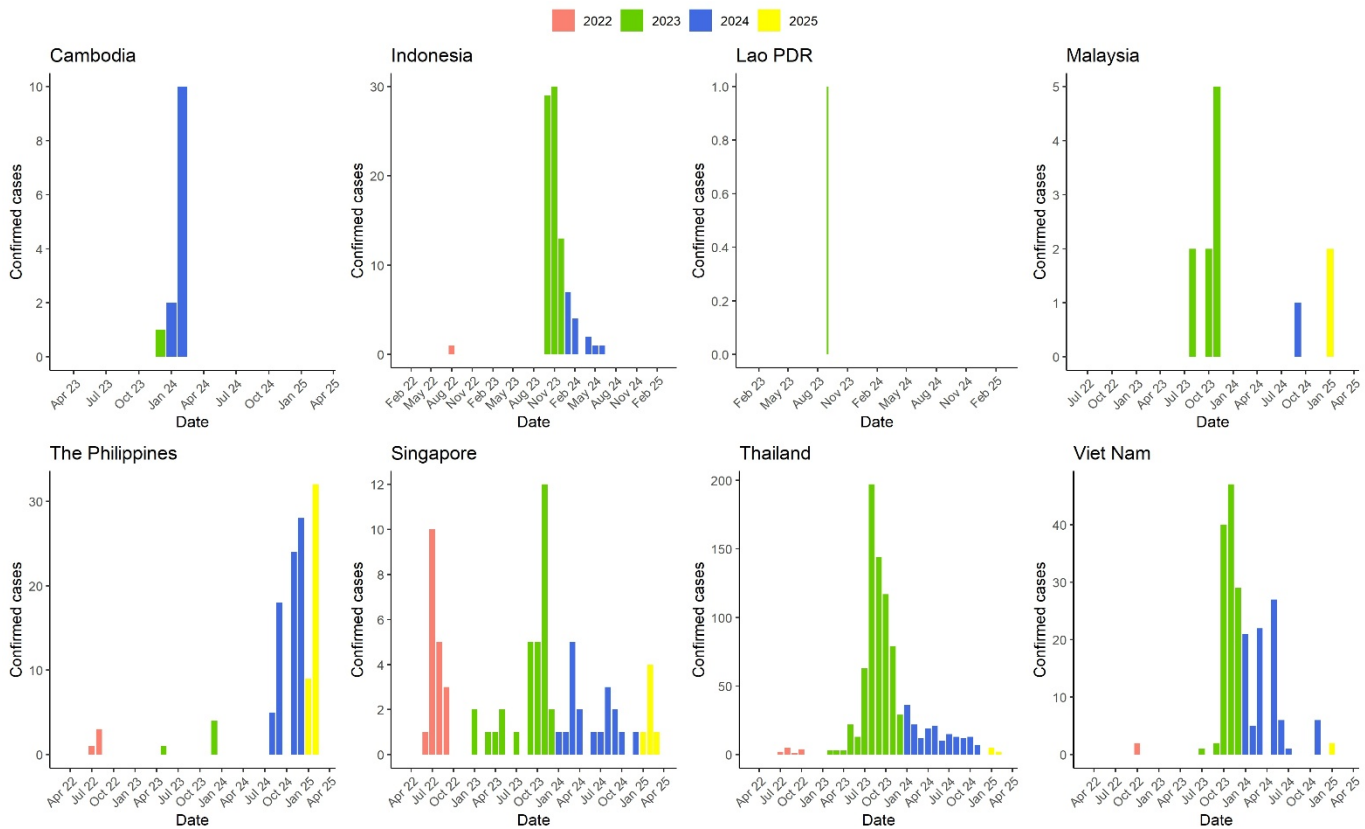 2022 2023 2024 2025
Cambodia
Confirmed cases
10
8
6
4
2
0
Apr 23 Jul 23 Oct 23 Jan 24 Apr 24 Jul 24 Oct 24 Jan 25 Apr 25
Date
Indonesia
Confirmed cases
30
20
10
0
Feb 22 May 22 Aug 22 Nov 22 Feb 23 May 23 Aug 23 Nov 23 Feb 24 May 24 Aug 24 Nov 24 Feb 25
Date
Lao PDR
Confirmed cases
1.0
0.8
0.6
0.4
0.2
0.0
Feb 23 May 23 Aug 23 Nov 23 Feb 24 May 24 Aug 24 Nov 24 Feb 25
Date
Malaysia
Confirmed cases
5
4
3
2
1
0
Jul 22 Oct 22 Jan 23 Apr 23 Jul 23 Oct 23 Jan 24 Apr 24 Jul 24 Oct 24 Jan 25 Apr 25
Date
The Philippines
Confirmed cases
30
20
10
0
Apr 22 Jul 22 Oct 22 Jan 23 Apr 23 Jul 23 Oct 23 Jan 24 Apr 24 Jul 24 Oct 24 Jan 25 Apr 25
Date
Singapore
Confirmed cases
12
10
8
6
4
2
0
Apr 22 Jul 22 Oct 22 Jan 23 Apr 23 Jul 23 Oct 23 Jan 24 Apr 24 Jul 24 Oct 24 Jan 25 Apr 25
Date
Thailand
Confirmed cases
200
150
100
50
0
Apr 22 Jul 22 Oct 22 Jan 23 Apr 23 Jul 23 Oct 23 Jan 24 Apr 24 Jul 24 Oct 24 Jan 25 Apr 25
Date
Viet Nam
Confirmed cases
40
30
20
10
0
Apr 22 Jul 22 Oct 22 Jan 23 Apr 23 Jul 23 Oct 23 Jan 24 Apr 24 Jul 24 Oct 24 Jan 25 Apr 25
Date